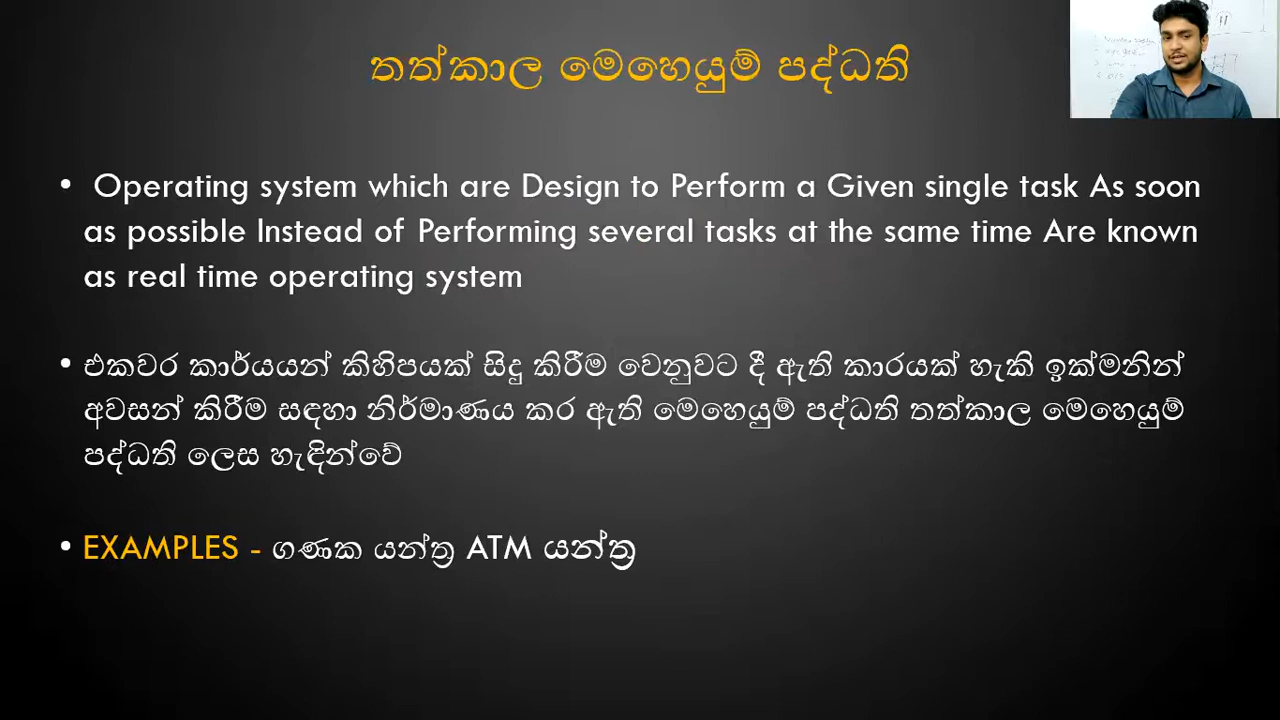 තත්කාල මෙහෙයුම් පද්ධති
• Operating system which are Design to Perform a Given single task As soon
as possible Instead of Performing several tasks at the same time Are known
as real time operating system
• එකවර කාර්යයන් කිහිපයක් සිදු කිරීම වෙනුවට දී ඇති කාරයක් හැකි ඉක්මනින්
අවසන් කිරීම සඳහා නිර්මාණය කර ඇති මෙහෙයුම් පද්ධති තත්කාල මෙහෙයුම්
පද්ධති ලෙස හැඳින්වේ
• EXAMPLES - ගණක යන්ත්‍ර ATM යන්ත්‍ර